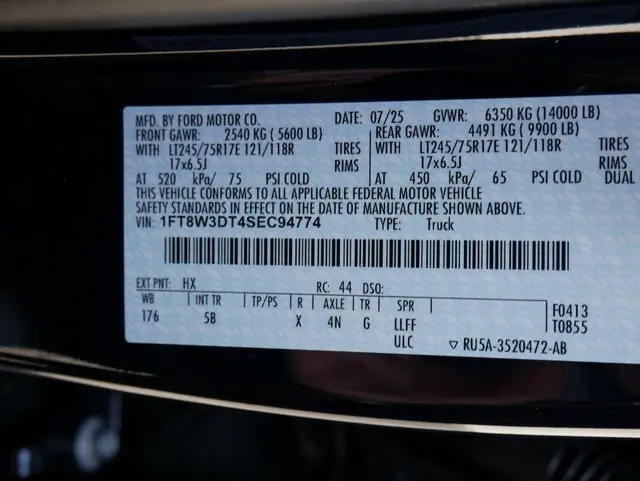 MFD. BY FORD MOTOR CO. DATE: 07/25 GVWR: 6350 KG (14000 LB)
FRONT GAWR: 2540 KG ( 5600 LB) REAR GAWR: 4491 KG ( 9900 LB)
WITH LT245/75R17E 121/118R TIRES WITH LT245/75R17E 121/118R TIRES
17x6.5J RIMS 17x6.5J RIMS
AT 520 kPa/ 75 PSI COLD AT 450 kPa/ 65 PSI COLD DUAL
THIS VEHICLE CONFORMS TO ALL APPLICABLE FEDERAL MOTOR VEHICLE
SAFETY STANDARDS IN EFFECT ON THE DATE OF MANUFACTURE SHOWN ABOVE.
VIN: 1FT8W3DT4SEC94774 TYPE: Truck
EXT PNT: HX RC: 44 DSO:
WB INT TR TP/PS R AXLE TR SPR F0413
176 5B X 4N G LLFF T0855
ULC ▽ RU5A-3S20472-AB